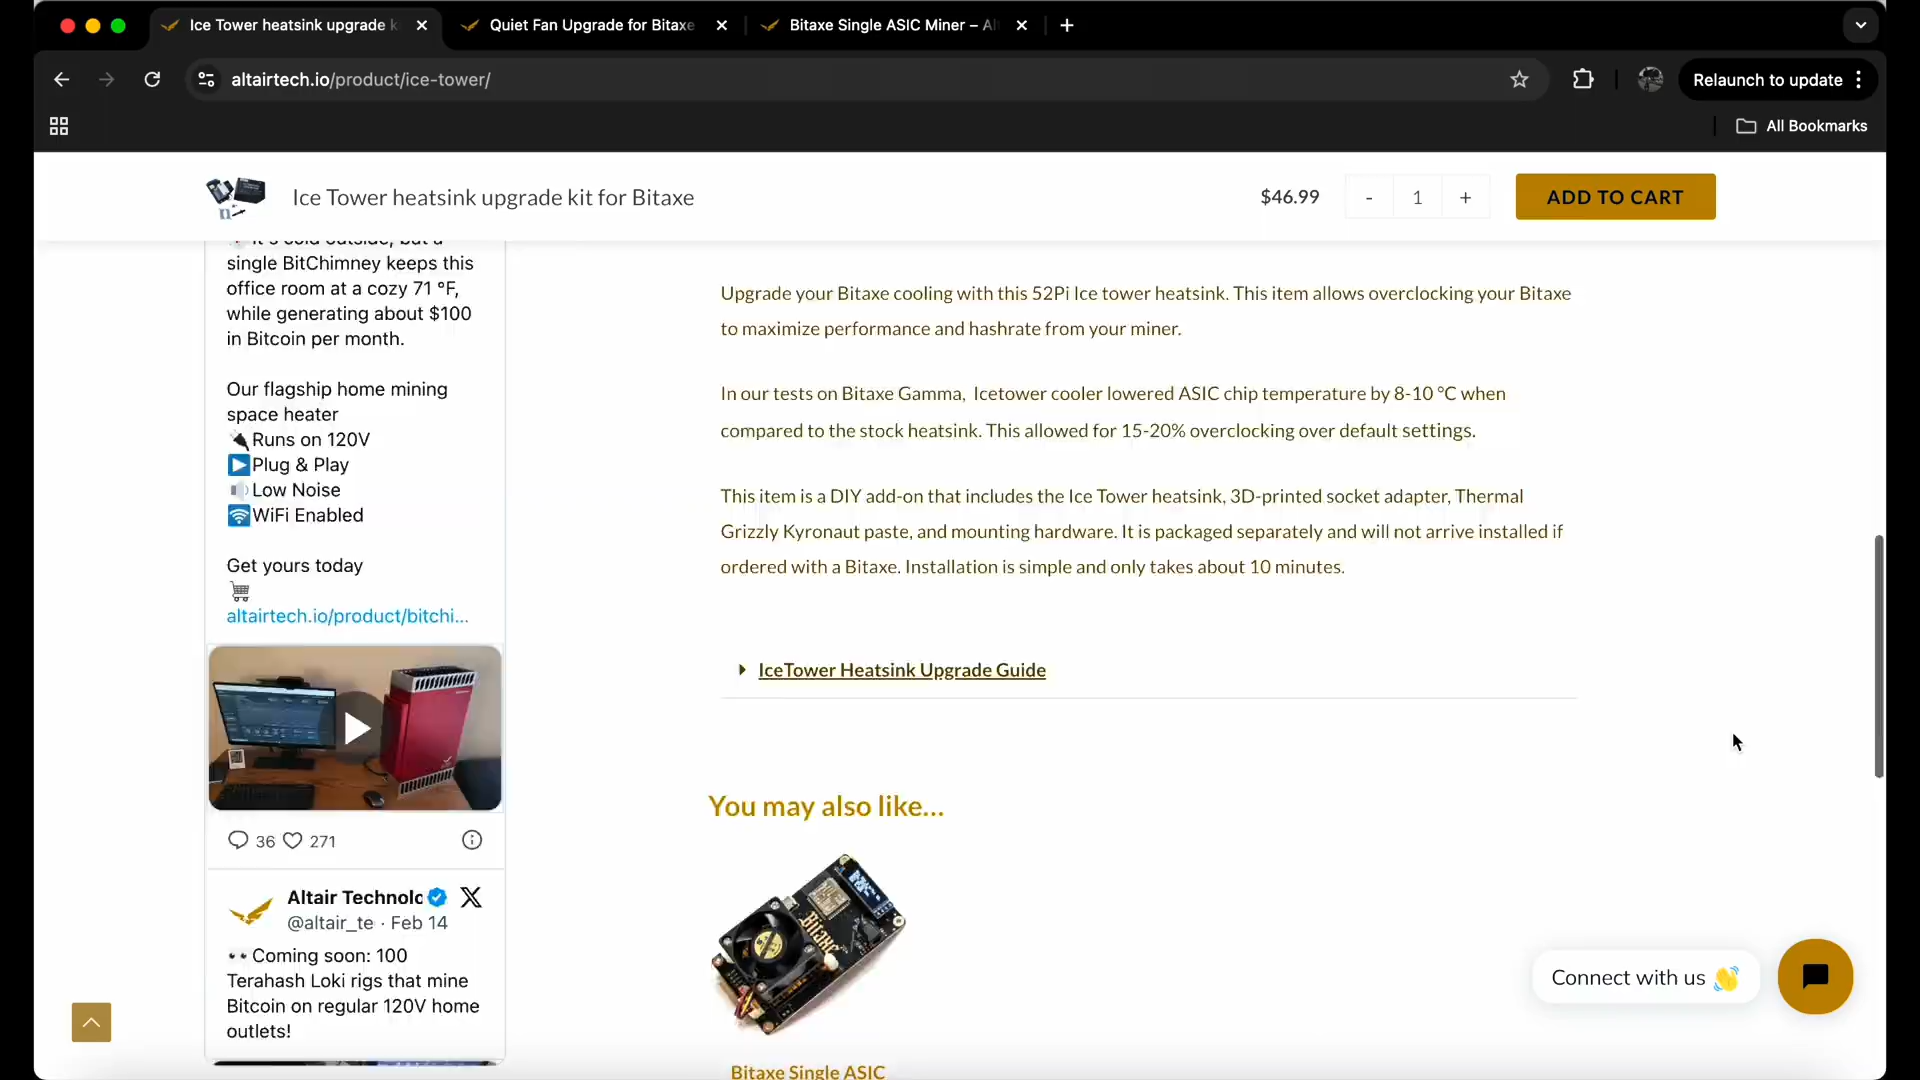 Ice Tower heatsink upgrade k
Quiet Fan Upgrade for Bitaxe
Bitaxe Single ASIC Miner – Al
altairtech.io/product/ice-tower/
Relaunch to update
All Bookmarks
Ice Tower heatsink upgrade kit for Bitaxe
$46.99
- 1 +
ADD TO CART
It's cold outside, but a
single BitChimney keeps this
office room at a cozy 71 °F,
while generating about $100
in Bitcoin per month.
Our flagship home mining
space heater
🔌Runs on 120V
▶️Plug & Play
🔈Low Noise
🛜WiFi Enabled
Get yours today
🛒
altairtech.io/product/bitchi...
36 271
Altair Technolo
@altair_te · Feb 14
👀Coming soon: 100
Terahash Loki rigs that mine
Bitcoin on regular 120V home
outlets!
Upgrade your Bitaxe cooling with this 52Pi Ice tower heatsink. This item allows overclocking your Bitaxe
to maximize performance and hashrate from your miner.
In our tests on Bitaxe Gamma, Icetower cooler lowered ASIC chip temperature by 8-10 °C when
compared to the stock heatsink. This allowed for 15-20% overclocking over default settings.
This item is a DIY add-on that includes the Ice Tower heatsink, 3D-printed socket adapter, Thermal
Grizzly Kyronaut paste, and mounting hardware. It is packaged separately and will not arrive installed if
ordered with a Bitaxe. Installation is simple and only takes about 10 minutes.
IceTower Heatsink Upgrade Guide
You may also like…
Bitaxe
Bitaxe Single ASIC
Connect with us 👋